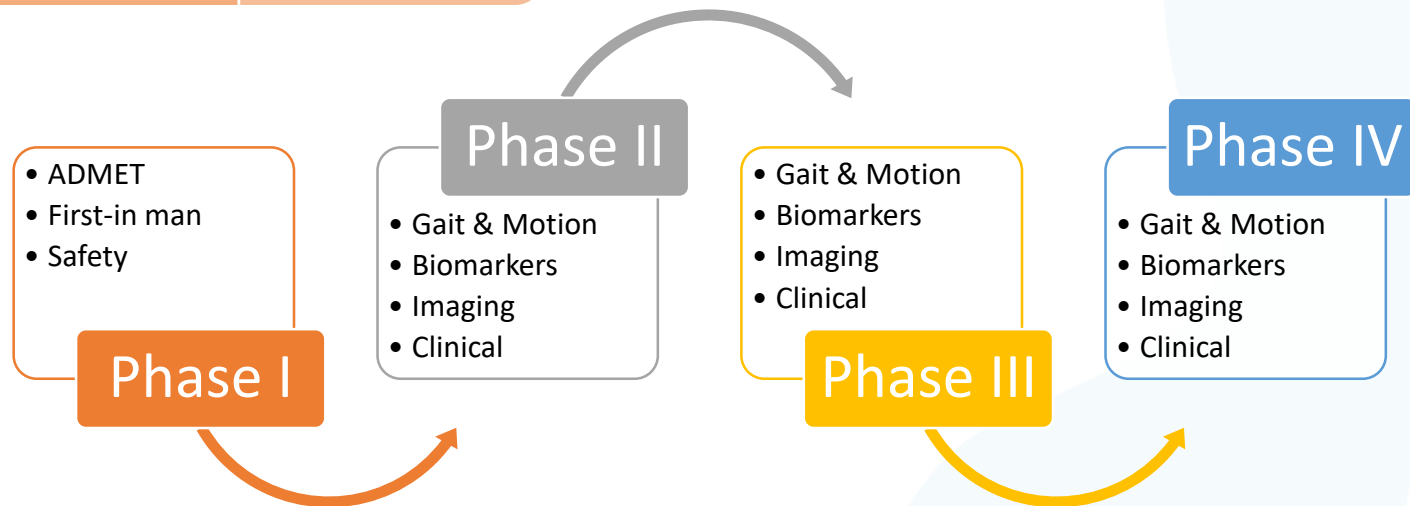 • ADMET
• First-in man
• Safety
Phase I
Phase II
• Gait & Motion
• Biomarkers
• Imaging
• Clinical
• Gait & Motion
• Biomarkers
• Imaging
• Clinical
Phase III
Phase IV
• Gait & Motion
• Biomarkers
• Imaging
• Clinical